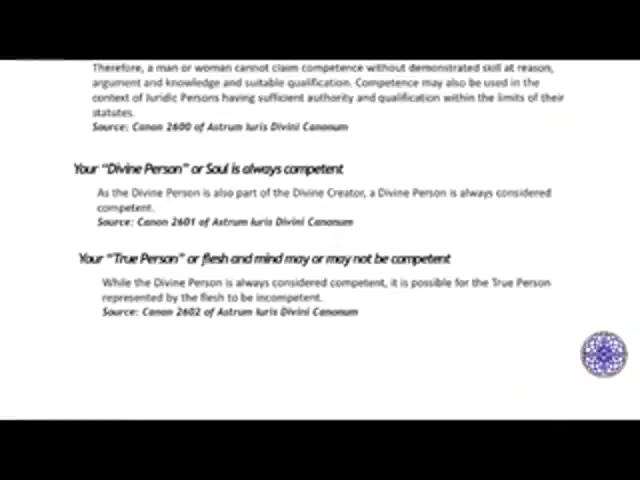 Therefore, a man or woman cannot claim competence without demonstrated skill at reason,
argument and knowledge and suitable qualification. Competence may also be used in the
context of Juridic Persons having sufficient authority and qualification within the limits of their
statutes.
Source: Canon 2600 of Astrum Iuris Divini Canonum
Your “Divine Person” or Soul is always competent
As the Divine Person is also part of the Divine Creator, a Divine Person is always considered
competent.
Source: Canon 2601 of Astrum Iuris Divini Canonum
Your “True Person” or flesh and mind may or may not be competent
While the Divine Person is always considered competent, it is possible for the True Person
represented by the flesh to be incompetent.
Source: Canon 2602 of Astrum Iuris Divini Canonum